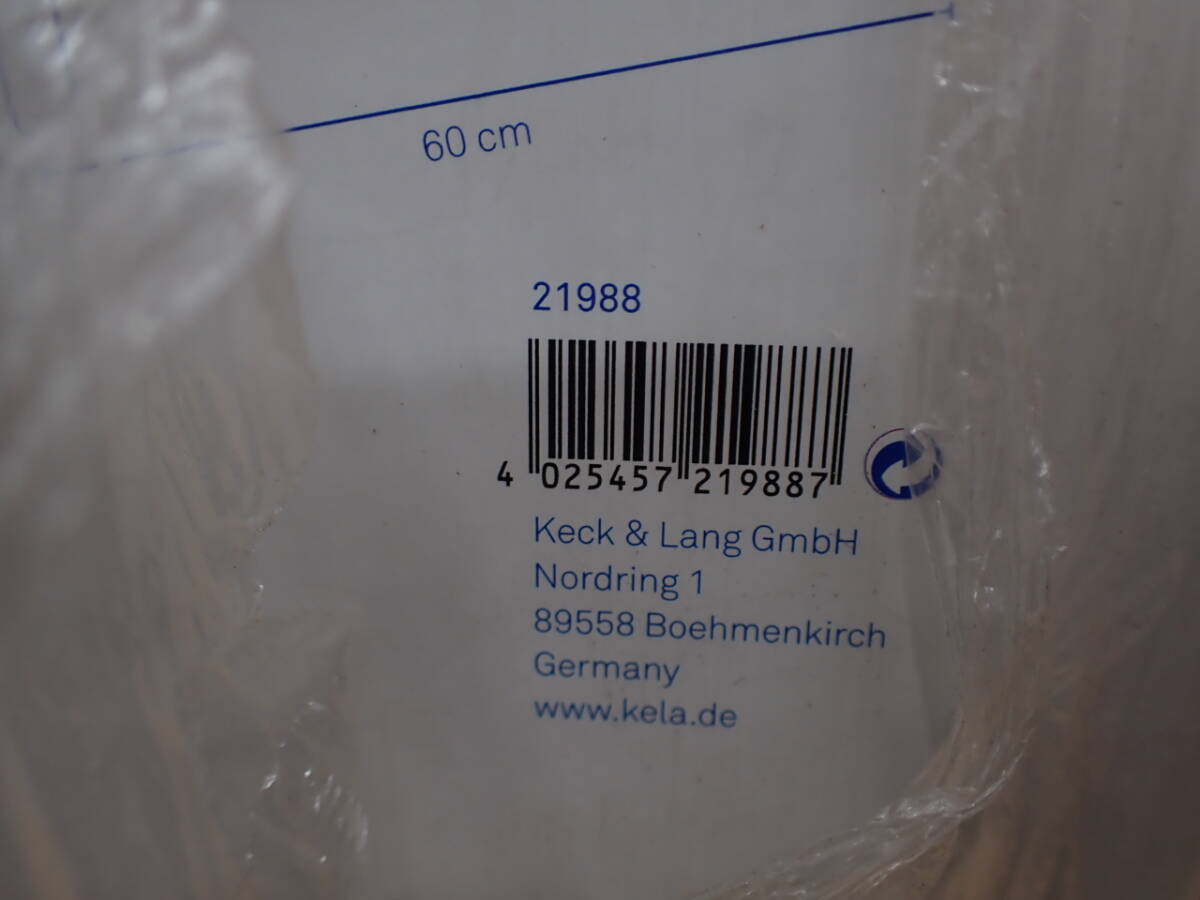 60 cm
21988
4 025457 219887
Keck & Lang GmbH
Nordring 1
89558 Boehmenkirch
Germany
www.kela.de